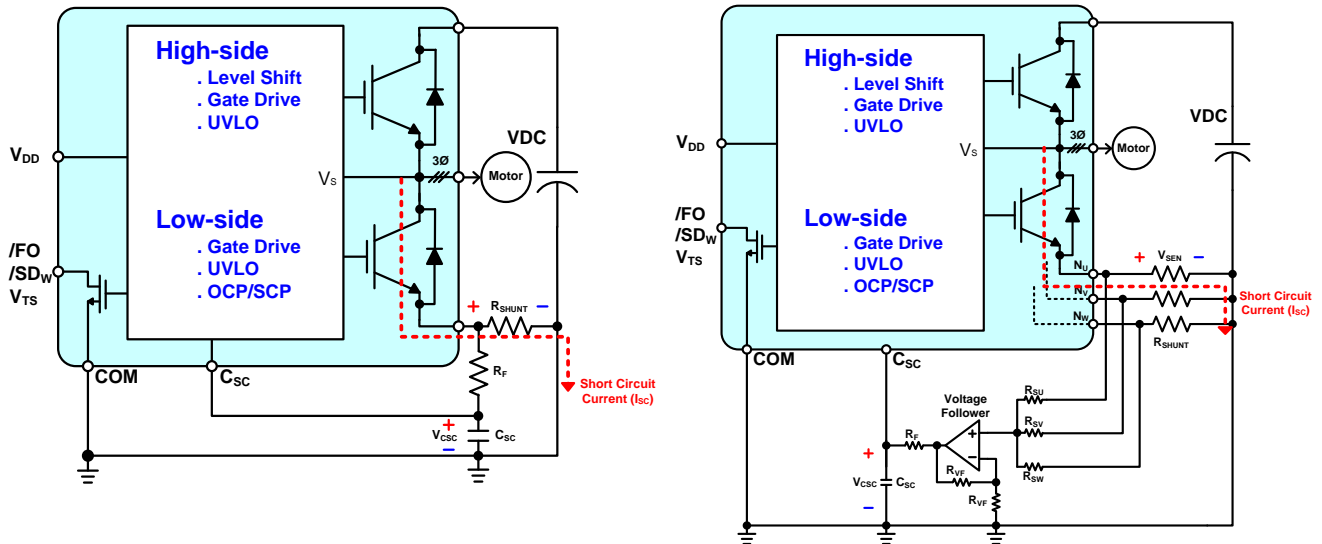 High-side
. Level Shift
. Gate Drive
. UVLO
VDD
VS
3Ø
Motor
VDC
/FO
/SDW
VTS
Low-side
. Gate Drive
. UVLO
. OCP/SCP
+
RSHUNT
–
COM
CSC
RF
Short Circuit
Current (ISC)
+
VCSC
CSC
–
High-side
. Level Shift
. Gate Drive
. UVLO
VDD
VS
3Ø
Motor
VDC
/FO
/SDW
VTS
Low-side
. Gate Drive
. UVLO
. OCP/SCP
+
VSEN
–
NU
NV
NW
Short Circuit
Current (ISC)
RSHUNT
COM
CSC
Voltage
Follower
RSU
RSV
RSW
RF
+
–
RVF
RVF
+
VCSC
CSC
–